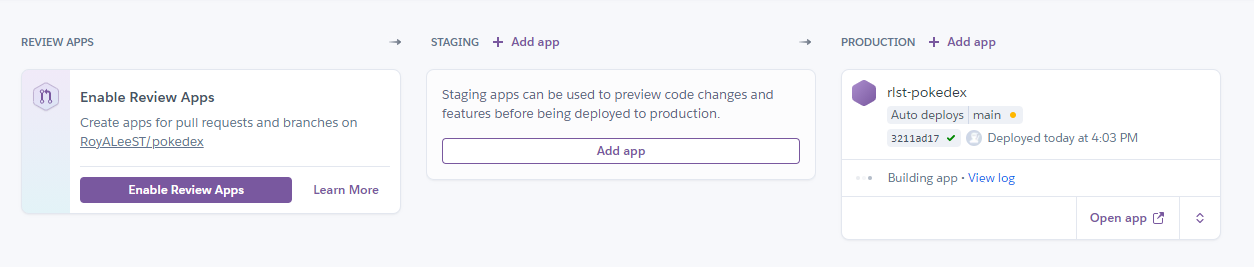 REVIEW APPS
STAGING + Add app
PRODUCTION + Add app
Enable Review Apps
Create apps for pull requests and branches on
RoyALeeST/pokedex
Enable Review Apps
Learn More
Staging apps can be used to preview code changes and
features before being deployed to production.
Add app
rlst-pokedex
Auto deploys main
3211ad17 Deployed today at 4:03 PM
Building app • View log
Open app